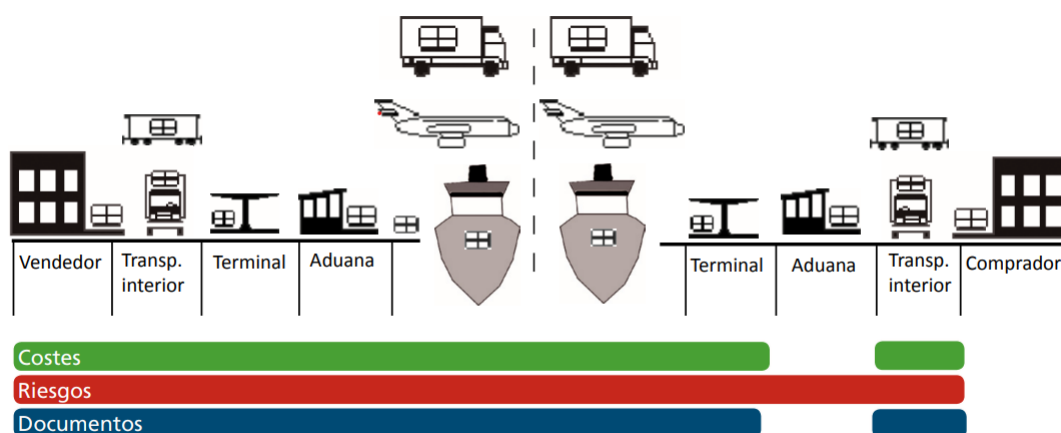 Vendedor
Transp.
interior
Terminal
Aduana
Terminal
Aduana
Transp.
interior
Comprador
Costes
Riesgos
Documentos